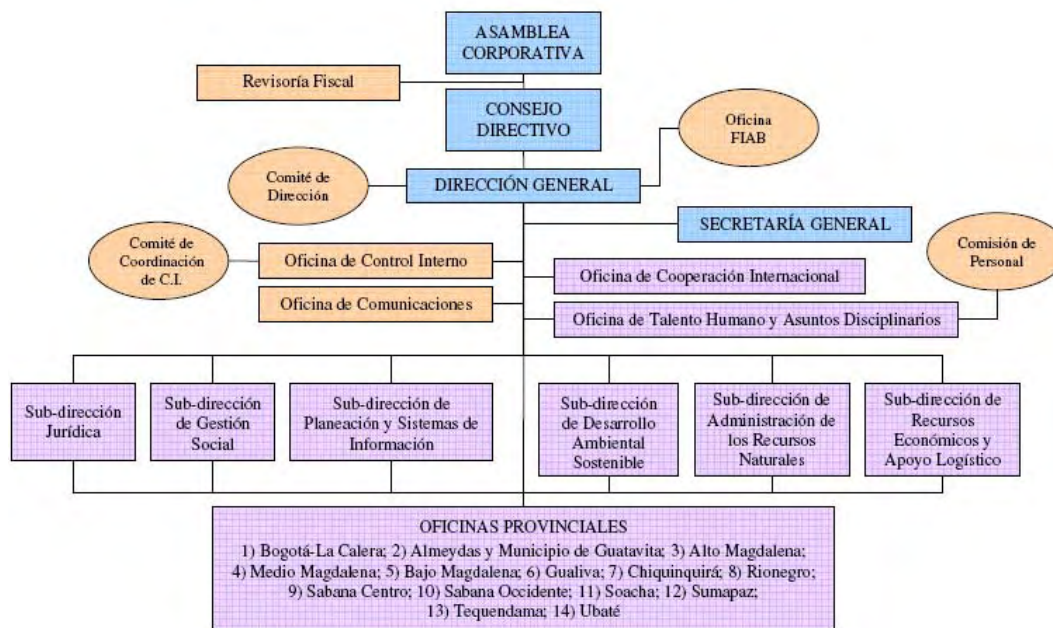 ASAMBLEA
CORPORATIVA
Revisoría Fiscal
CONSEJO
DIRECTIVO
Oficina
FIAB
Comité de
Dirección
DIRECCIÓN GENERAL
SECRETARÍA GENERAL
Comité de
Coordinación
de C.I.
Oficina de Control Interno
Comisión de
Personal
Oficina de Cooperación Internacional
Oficina de Comunicaciones
Oficina de Talento Humano y Asuntos Disciplinarios
Sub-dirección
Jurídica
Sub-dirección
de Gestión
Social
Sub-dirección de
Planeación y Sistemas de
Información
Sub-dirección
de Desarrollo
Ambiental
Sostenible
Sub-dirección de
Administración de
los Recursos
Naturales
Sub-dirección de
Recursos
Económicos y
Apoyo Logístico
OFICINAS PROVINCIALES
1) Bogotá-La Calera; 2) Almeydas y Municipio de Guatavita; 3) Alto Magdalena;
4) Medio Magdalena; 5) Bajo Magdalena; 6) Gualiva; 7) Chiquinquirá; 8) Rionegro;
9) Sabana Centro; 10) Sabana Occidente; 11) Soacha; 12) Sumapaz;
13) Tequendama; 14) Ubaté